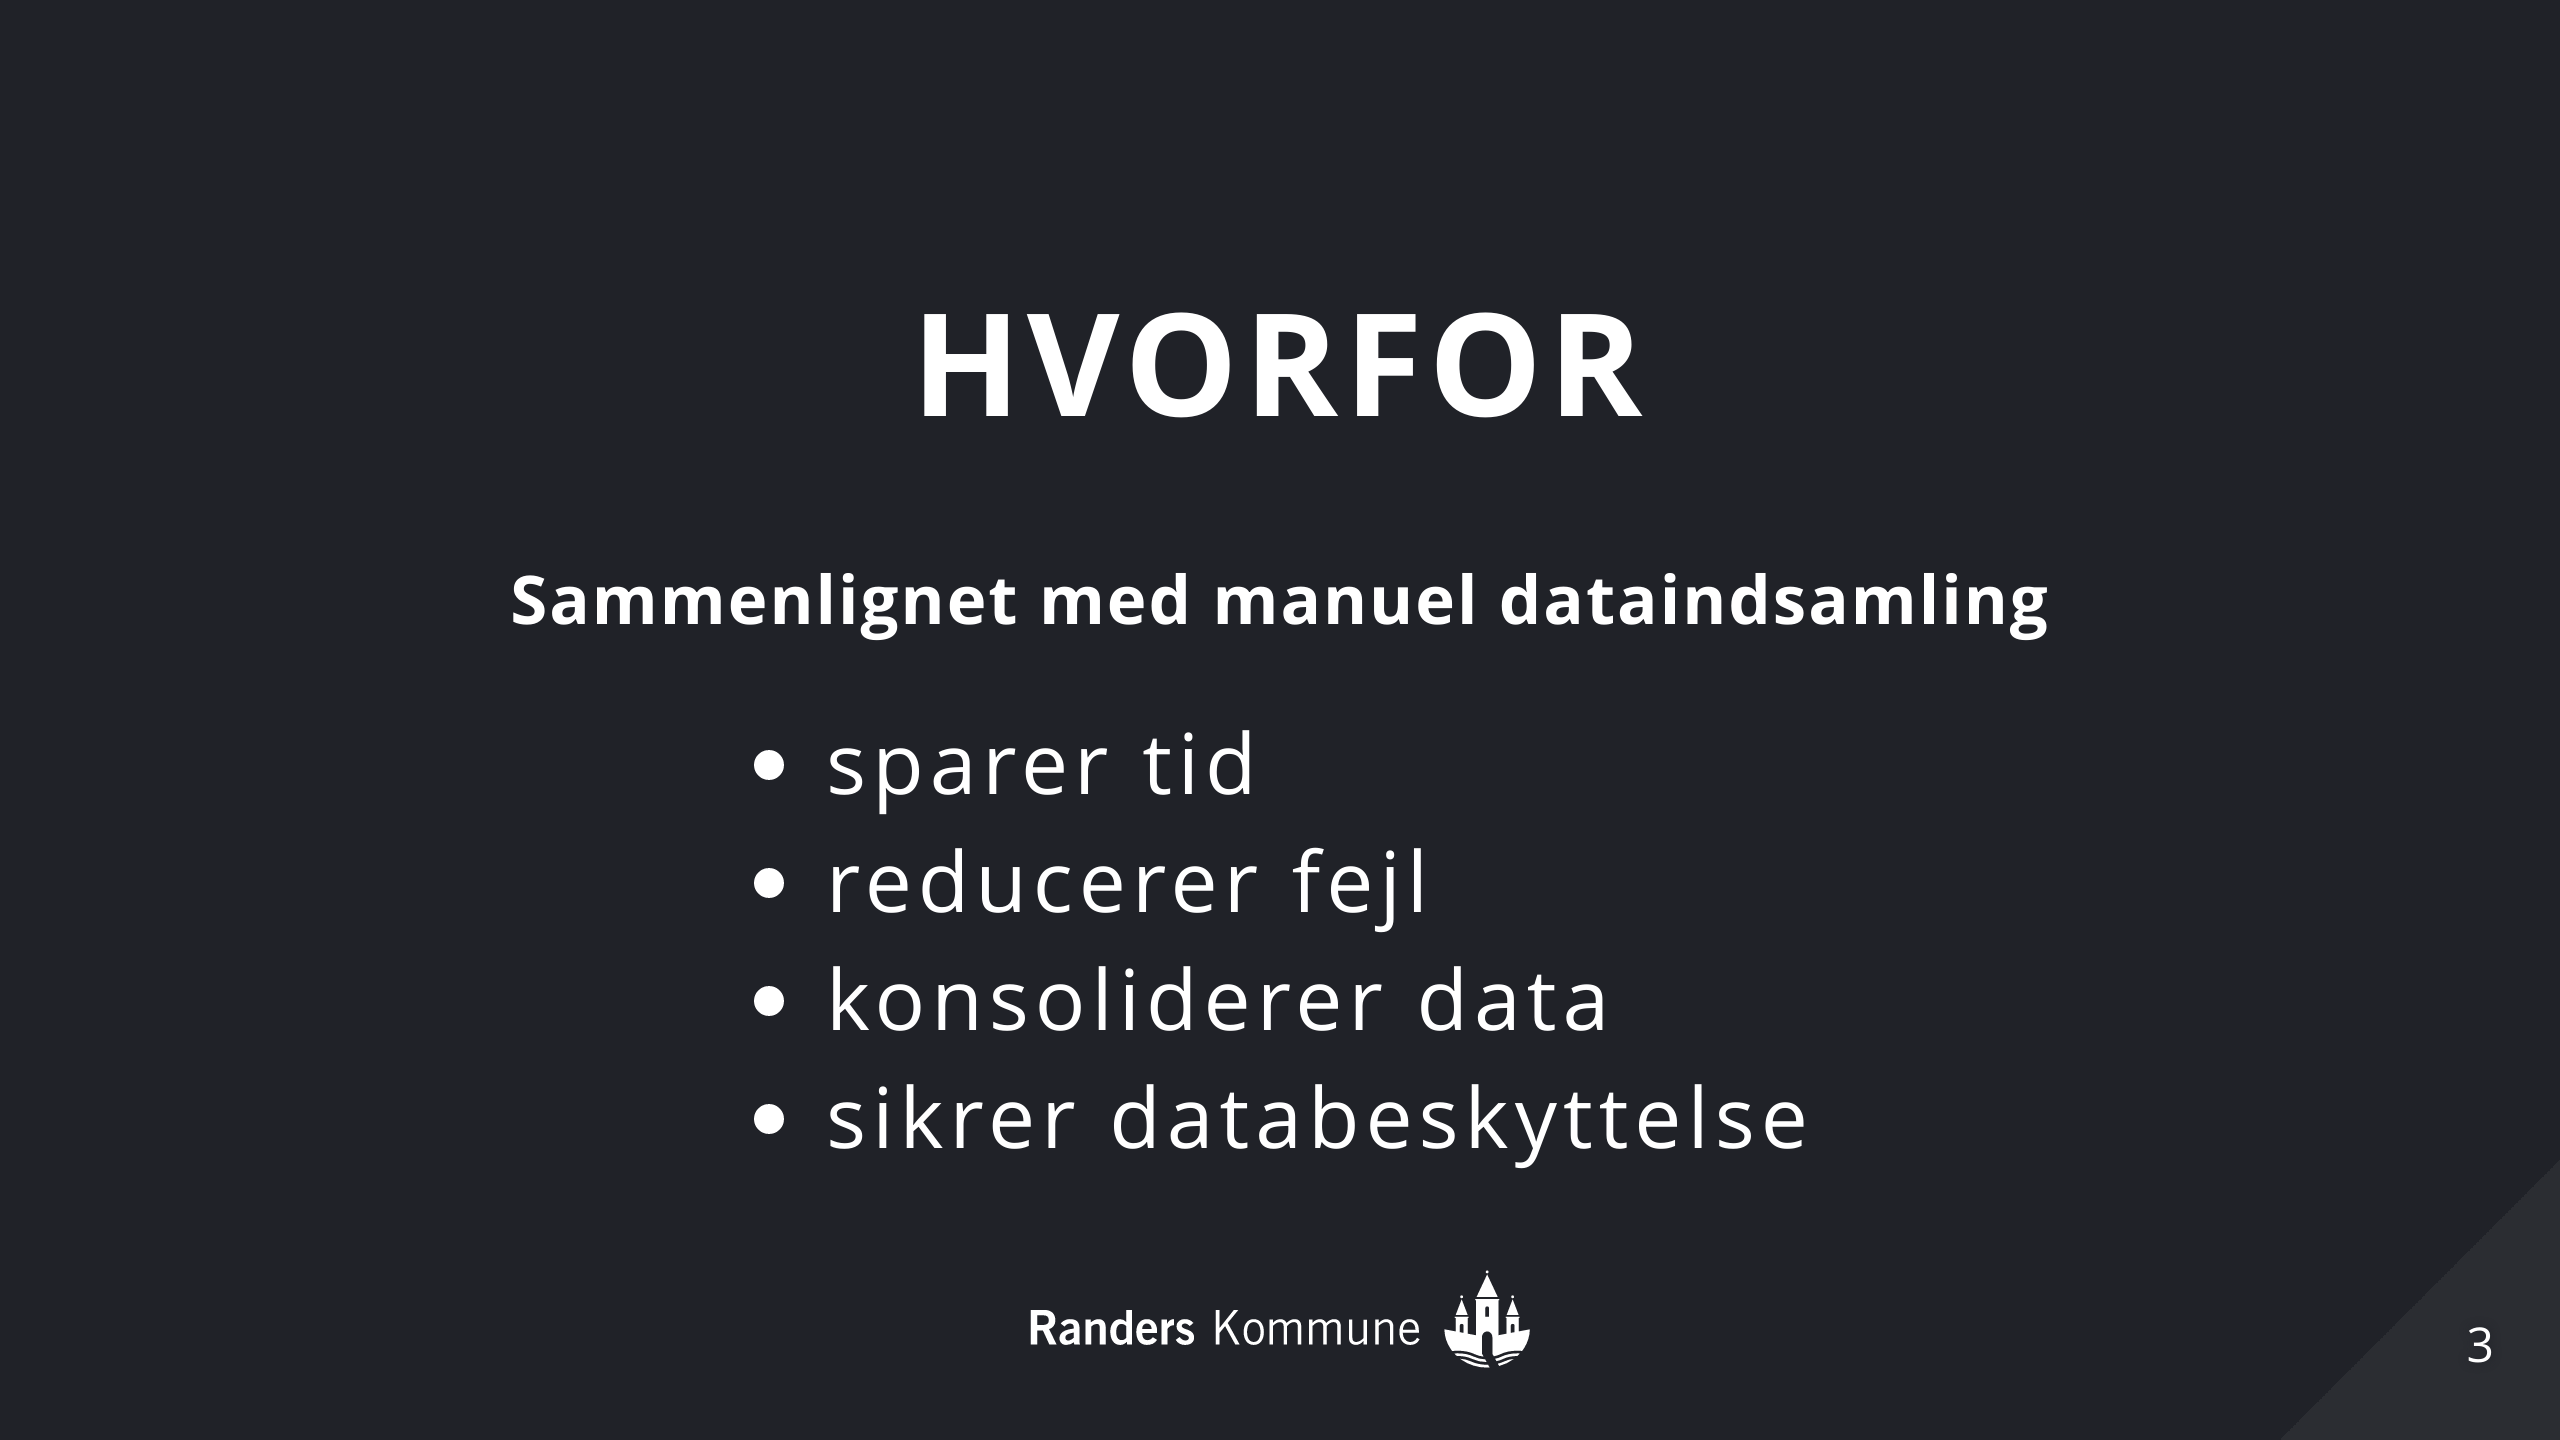 HVORFOR
Sammenlignet med manuel dataindsamling
• sparer tid
• reducerer fejl
• konsoliderer data
• sikrer databeskyttelse
Randers Kommune
3